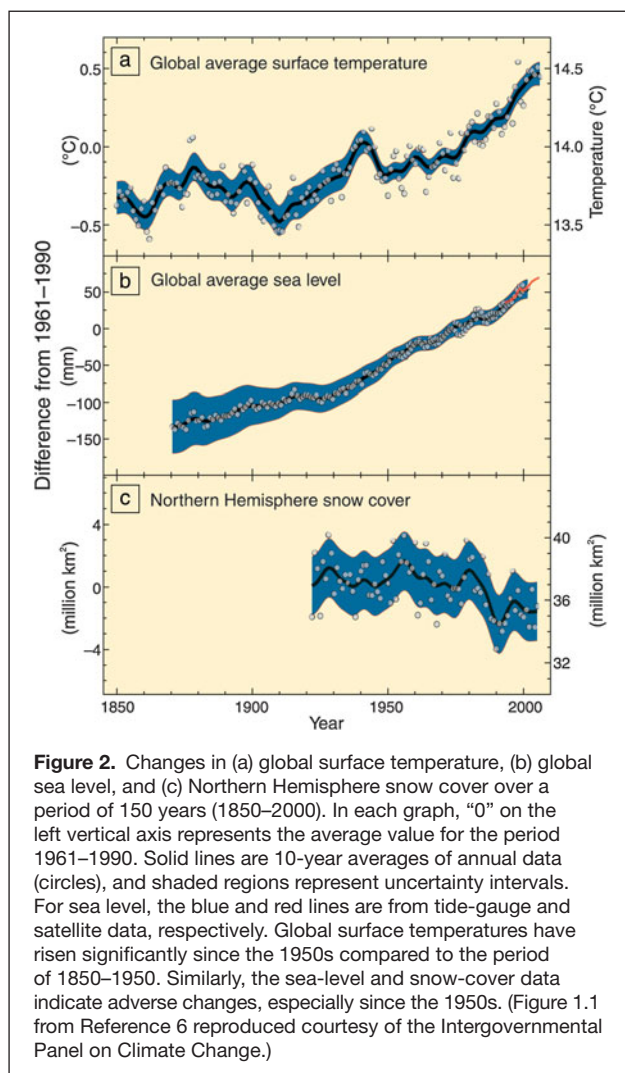 a Global average surface temperature
0.5
0.0
−0.5
(°C)
14.5
14.0
13.5
Temperature (°C)
b Global average sea level
50
0
−50
−100
−150
(mm)
Difference from 1961–1990
c Northern Hemisphere snow cover
4
0
−4
(million km²)
40
36
32
(million km²)
1850 1900 1950 2000
Year
Figure 2. Changes in (a) global surface temperature, (b) global
sea level, and (c) Northern Hemisphere snow cover over a
period of 150 years (1850–2000). In each graph, “0” on the
left vertical axis represents the average value for the period
1961–1990. Solid lines are 10-year averages of annual data
(circles), and shaded regions represent uncertainty intervals.
For sea level, the blue and red lines are from tide-gauge and
satellite data, respectively. Global surface temperatures have
risen significantly since the 1950s compared to the period
of 1850–1950. Similarly, the sea-level and snow-cover data
indicate adverse changes, especially since the 1950s. (Figure 1.1
from Reference 6 reproduced courtesy of the Intergovernmental
Panel on Climate Change.)